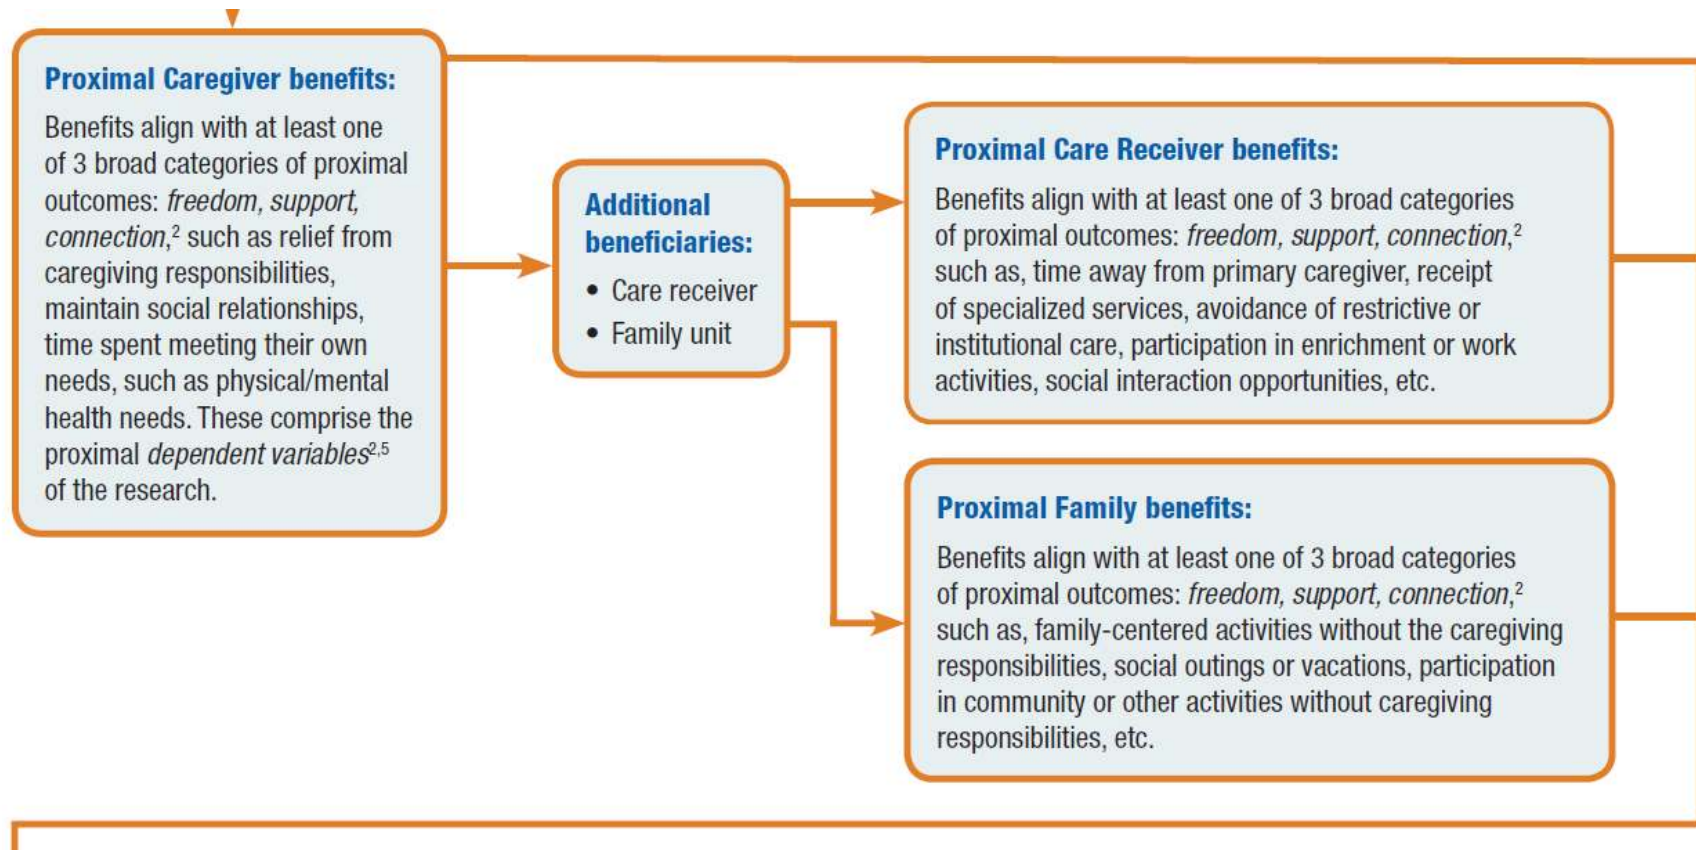 Proximal Caregiver benefits:
Benefits align with at least one
of 3 broad categories of proximal
outcomes: freedom, support,
connection,² such as relief from
caregiving responsibilities,
maintain social relationships,
time spent meeting their own
needs, such as physical/mental
health needs. These comprise the
proximal dependent variables²,⁵
of the research.
Additional
beneficiaries:
• Care receiver
• Family unit
Proximal Care Receiver benefits:
Benefits align with at least one of 3 broad categories
of proximal outcomes: freedom, support, connection,²
such as, time away from primary caregiver, receipt
of specialized services, avoidance of restrictive or
institutional care, participation in enrichment or work
activities, social interaction opportunities, etc.
Proximal Family benefits:
Benefits align with at least one of 3 broad categories
of proximal outcomes: freedom, support, connection,²
such as, family-centered activities without the caregiving
responsibilities, social outings or vacations, participation
in community or other activities without caregiving
responsibilities, etc.